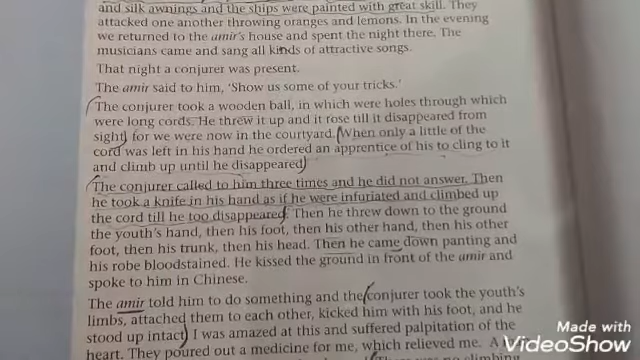 and silk awnings and the ships were painted with great skill. They
attacked one another throwing oranges and lemons. In the evening
we returned to the amir's house and spent the night there. The
musicians came and sang all kinds of attractive songs.
That night a conjurer was present.
The amir said to him, 'Show us some of your tricks.'
The conjurer took a wooden ball, in which were holes through which
were long cords. He threw it up and it rose till it disappeared from
sight, for we were now in the courtyard. When only a little of the
cord was left in his hand he ordered an apprentice of his to cling to it
and climb up until he disappeared.
The conjurer called to him three times and he did not answer. Then
he took a knife in his hand as if he were infuriated and climbed up
the cord till he too disappeared. Then he threw down to the ground
the youth's hand, then his foot, then his other hand, then his other
foot, then his trunk, then his head. Then he came down panting and
his robe bloodstained. He kissed the ground in front of the amir and
spoke to him in Chinese.
The amir told him to do something and the conjurer took the youth's
limbs, attached them to each other, kicked him with his foot, and he
stood up intact. I was amazed at this and suffered palpitation of the
heart. They poured out a medicine for me, which relieved me. A
Made with
VideoShow